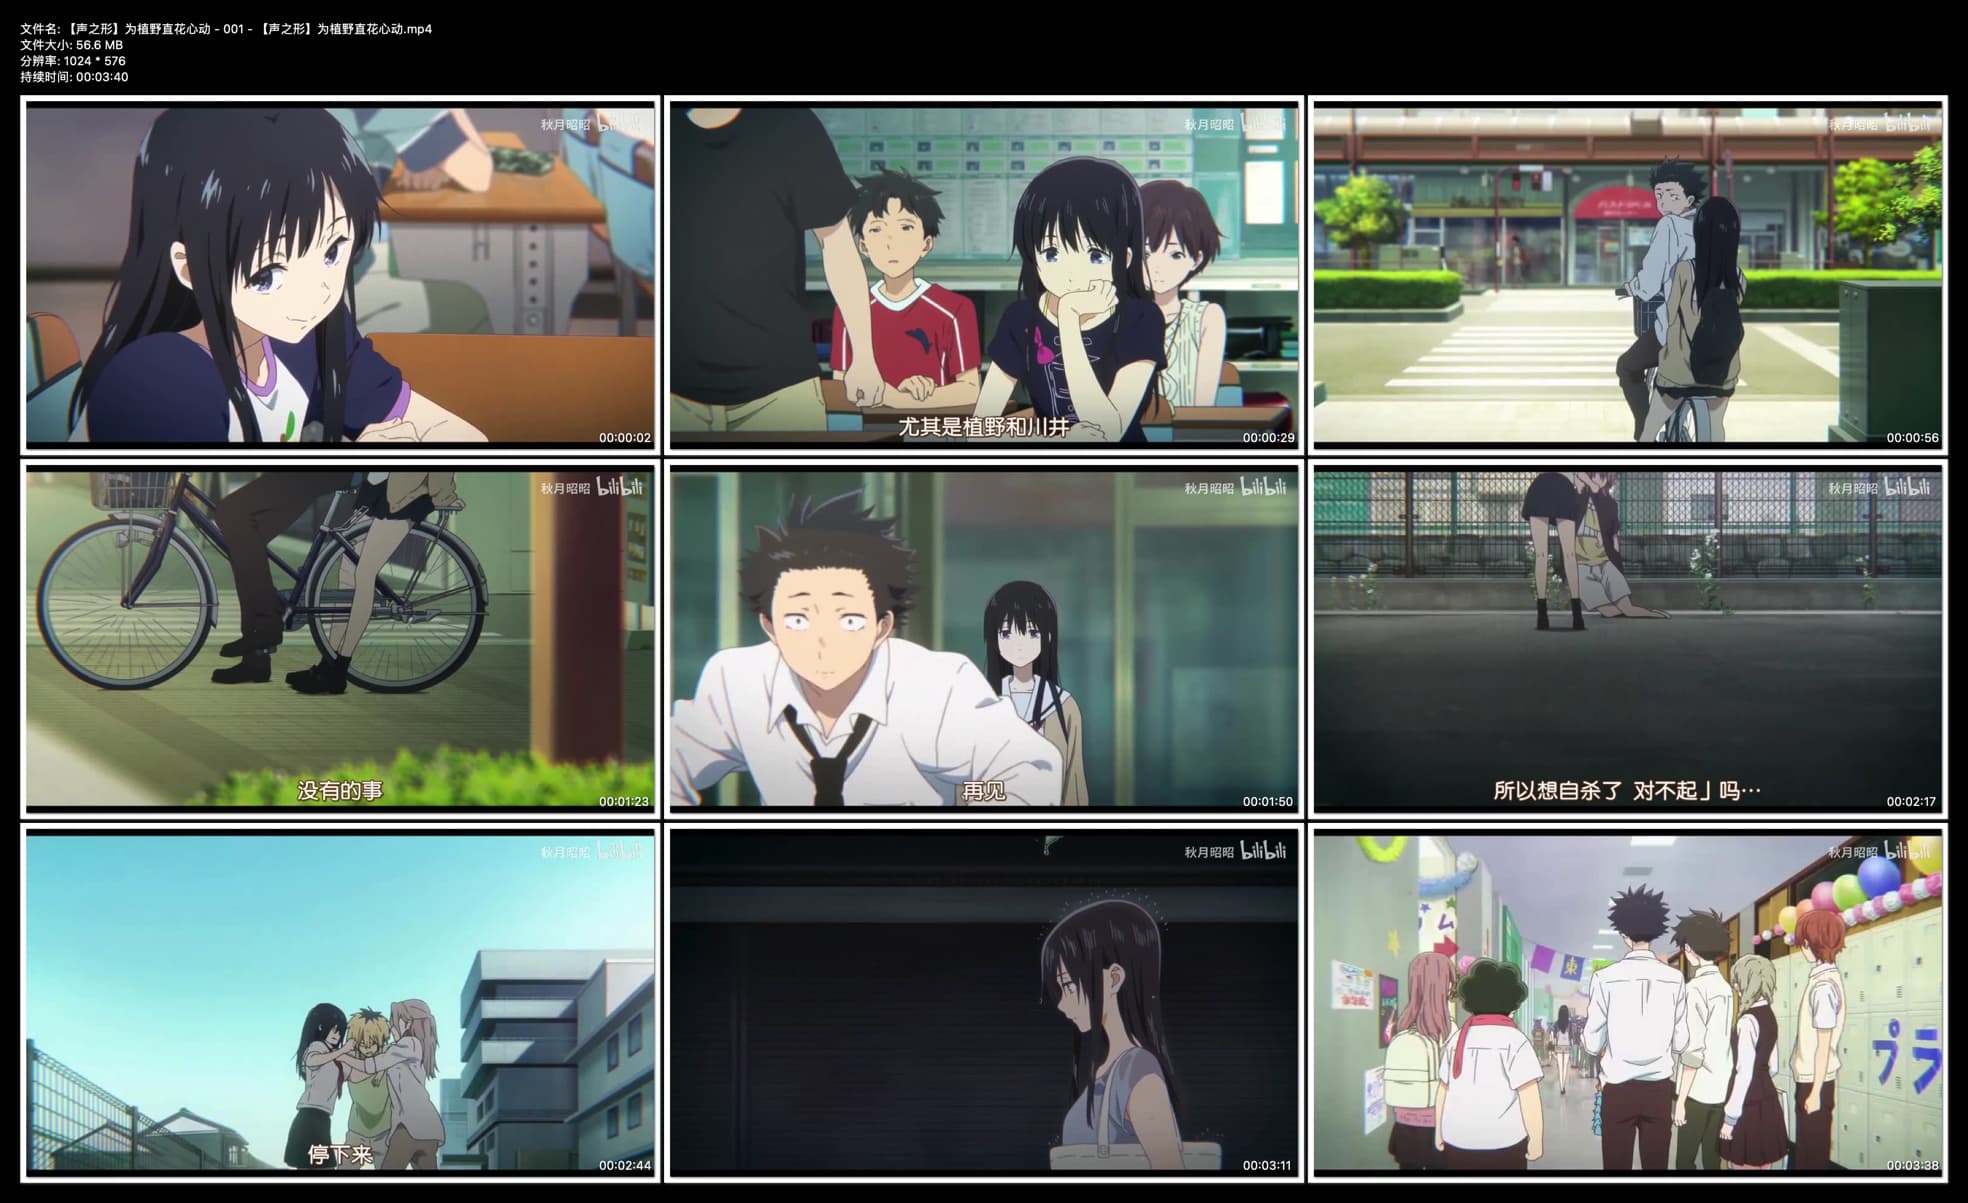 文件名: 【声之形】为植野直花心动 - 001 - 【声之形】为植野直花心动.mp4
文件大小: 56.6 MB
分辨率: 1024 * 576
持续时间: 00:03:40
秋月昭昭 bilibili
00:00:02
秋月昭昭 bilibili
尤其是植野和川井
00:00:29
秋月昭昭 bilibili
00:00:56
秋月昭昭 bilibili
没有的事
00:01:23
秋月昭昭 bilibili
再见
00:01:50
秋月昭昭 bilibili
所以想自杀了 对不起」吗…
00:02:17
秋月昭昭 bilibili
停下来
00:02:44
秋月昭昭 bilibili
00:03:11
秋月昭昭 bilibili
ム
東
プラ
00:03:38